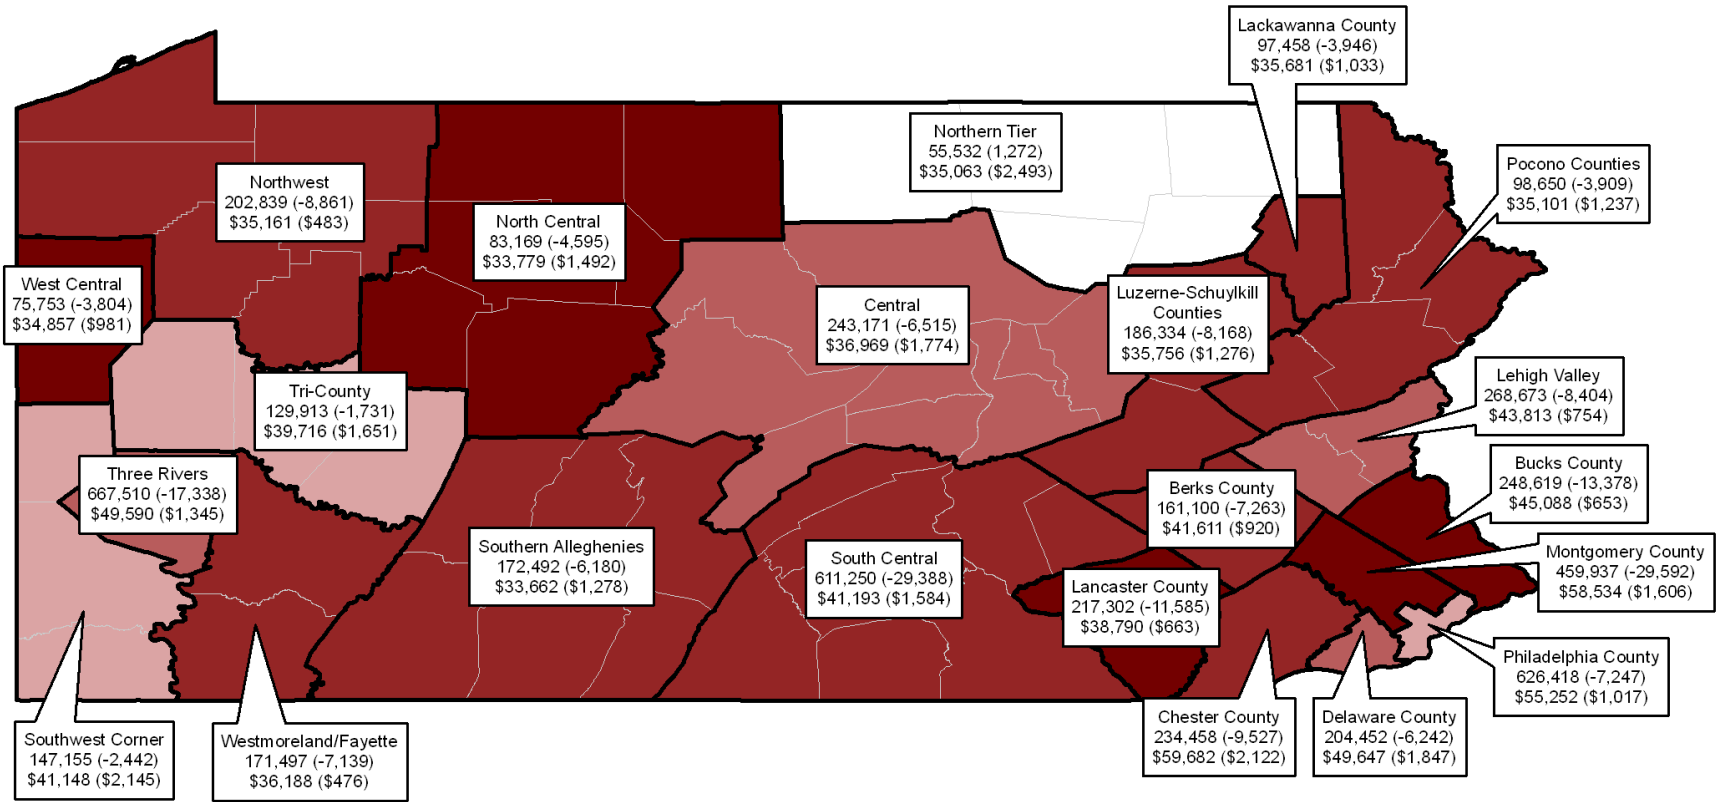 Lackawanna County
97,458 (-3,946)
$35,681 ($1,033)
Northern Tier
55,532 (1,272)
$35,063 ($2,493)
Pocono Counties
98,650 (-3,909)
$35,101 ($1,237)
Northwest
202,839 (-8,861)
$35,161 ($483)
North Central
83,169 (-4,595)
$33,779 ($1,492)
West Central
75,753 (-3,804)
$34,857 ($981)
Central
243,171 (-6,515)
$36,969 ($1,774)
Luzerne-Schuylkill
Counties
186,334 (-8,168)
$35,756 ($1,276)
Tri-County
129,913 (-1,731)
$39,716 ($1,651)
Lehigh Valley
268,673 (-8,404)
$43,813 ($754)
Three Rivers
667,510 (-17,338)
$49,590 ($1,345)
Bucks County
248,619 (-13,378)
$45,088 ($653)
Berks County
161,100 (-7,263)
$41,611 ($920)
Southern Alleghenies
172,492 (-6,180)
$33,662 ($1,278)
South Central
611,250 (-29,388)
$41,193 ($1,584)
Montgomery County
459,937 (-29,592)
$58,534 ($1,606)
Lancaster County
217,302 (-11,585)
$38,790 ($663)
Philadelphia County
626,418 (-7,247)
$55,252 ($1,017)
Southwest Corner
147,155 (-2,442)
$41,148 ($2,145)
Westmoreland/Fayette
171,497 (-7,139)
$36,188 ($476)
Chester County
234,458 (-9,527)
$59,682 ($2,122)
Delaware County
204,452 (-6,242)
$49,647 ($1,847)